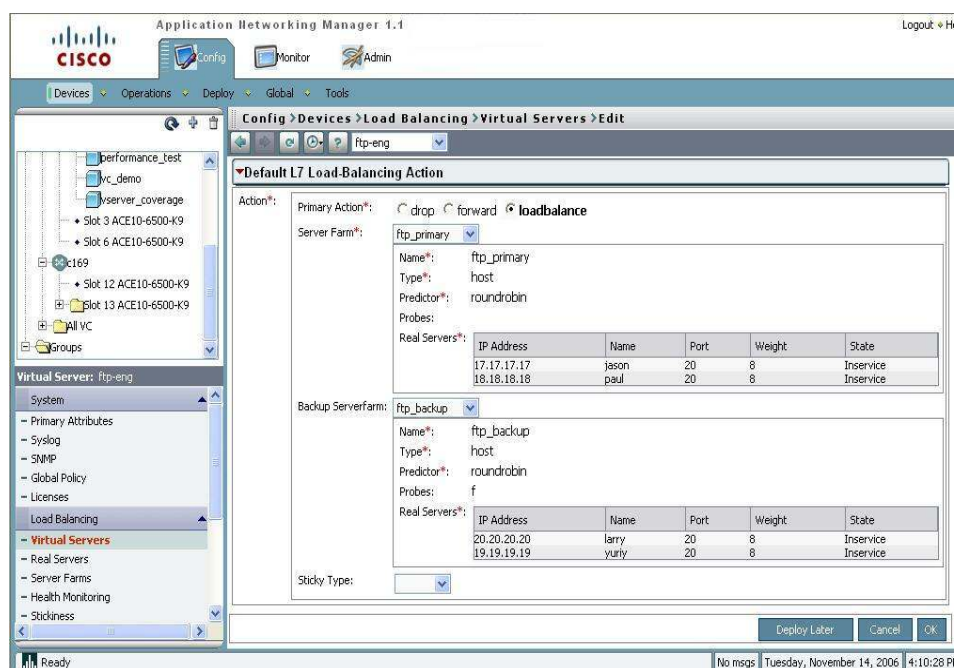 Application Networking Manager 1.1
Logout He
CISCO
Config
Monitor
Admin
Devices Operations Deploy Global Tools
Config >Devices >Load Balancing >Virtual Servers >Edit
ftp-eng
performance_test
vc_demo
vserver_coverage
Slot 3 ACE10-6500-K9
Slot 6 ACE10-6500-K9
c169
Slot 12 ACE10-6500-K9
Slot 13 ACE10-6500-K9
All VC
Groups
Virtual Server: ftp-eng
System
Primary Attributes
Syslog
SNMP
Global Policy
Licenses
Load Balancing
Virtual Servers
Real Servers
Server Farms
Health Monitoring
Stickiness
Default L7 Load-Balancing Action
Action*:
Primary Action*: drop forward loadbalance
Server Farm*: ftp_primary
Name*: ftp_primary
Type*: host
Predictor*: roundrobin
Probes:
Real Servers*:
IP Address Name Port Weight State
17.17.17.17 jason 20 8 Inservice
18.18.18.18 paul 20 8 Inservice
Backup Serverfarm: ftp_backup
Name*: ftp_backup
Type*: host
Predictor*: roundrobin
Probes: f
Real Servers*:
IP Address Name Port Weight State
20.20.20.20 larry 20 8 Inservice
19.19.19.19 yuriy 20 8 Inservice
Sticky Type:
Deploy Later Cancel OK
Ready
No msgs Tuesday, November 14, 2006 4:10:28 P